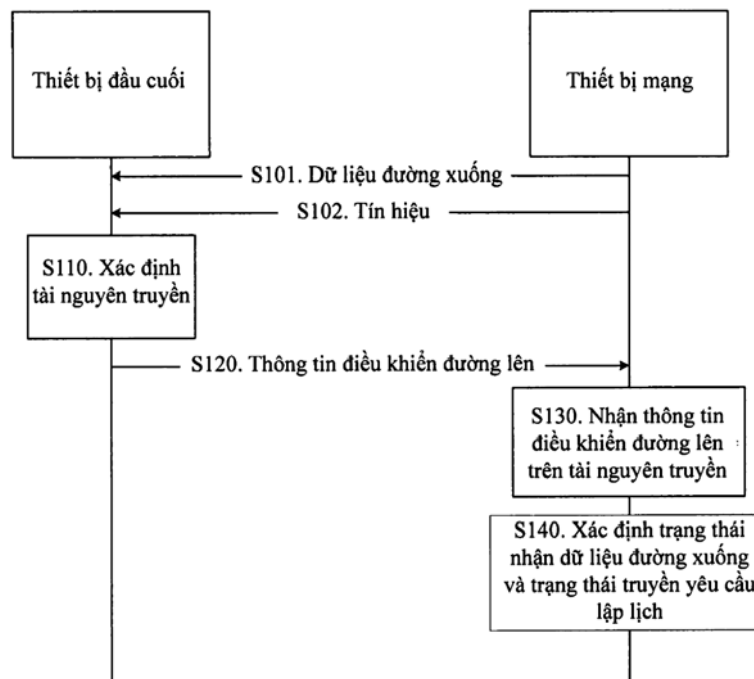 Thiết bị đầu cuối
Thiết bị mạng
S101. Dữ liệu đường xuống
S102. Tín hiệu
S110. Xác định
tài nguyên truyền
S120. Thông tin điều khiển đường lên
S130. Nhận thông tin
điều khiển đường lên
trên tài nguyên truyền
S140. Xác định trạng thái
nhận dữ liệu đường xuống
và trạng thái truyền yêu cầu
lập lịch